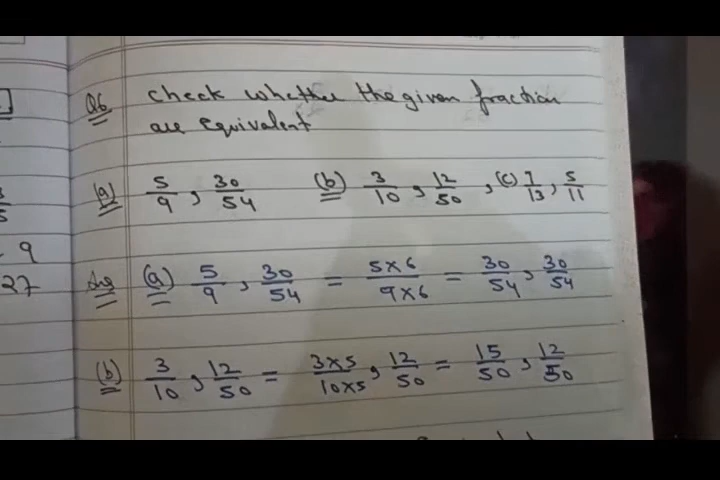 Q6 Check whether the given fraction
are equivalent
(a) 5/9 , 30/54 (b) 3/10 , 12/50 , (c) 7/13 , 5/11
9
27
Ans (a) 5/9 , 30/54 = 5×6/9×6 = 30/54 , 30/54
(b) 3/10 , 12/50 = 3×5/10×5 , 12/50 = 15/50 , 12/50